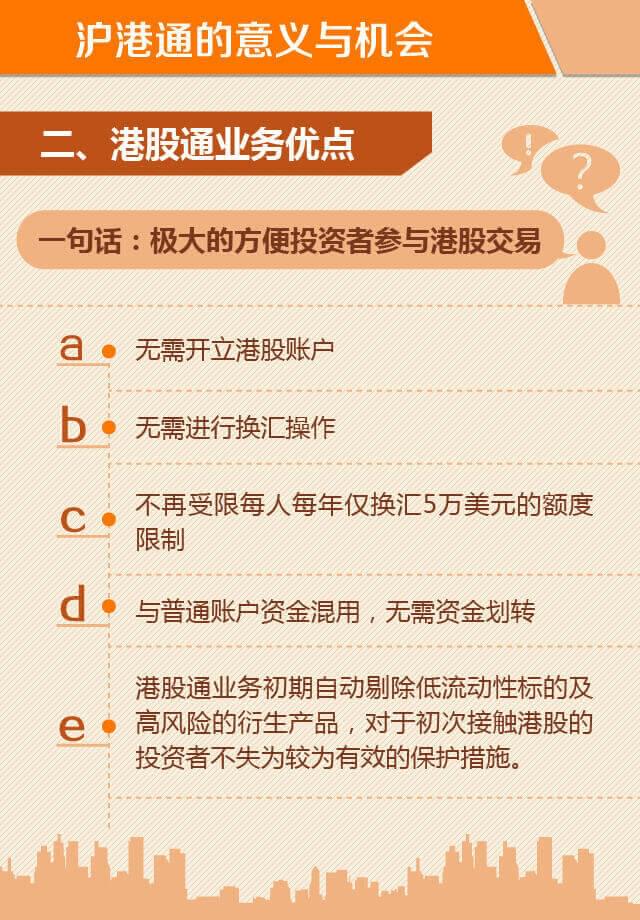 沪港通的意义与机会
二、港股通业务优点
!
?
一句话：极大的方便投资者参与港股交易
a
无需开立港股账户
b
无需进行换汇操作
c
不再受限每人每年仅换汇5万美元的额度
限制
d
与普通账户资金混用，无需资金划转
e
港股通业务初期自动剔除低流动性标的及
高风险的衍生产品，对于初次接触港股的
投资者不失为较为有效的保护措施。